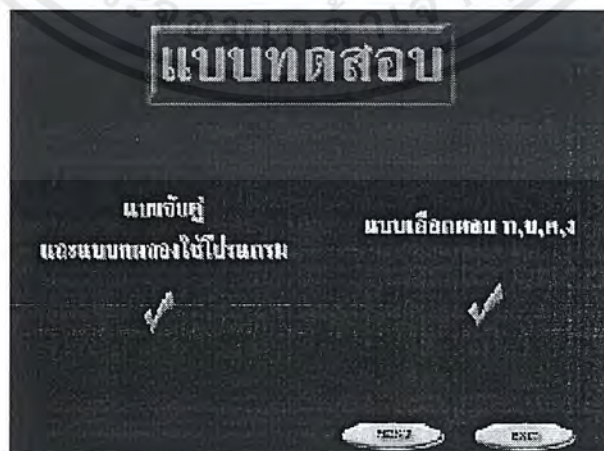 แบบทดสอบ
แบบจับคู่
และแบบทดลองใช้โปรแกรม
แบบเลือกตอบ ก,ข,ค,ง
MENU
EXIT